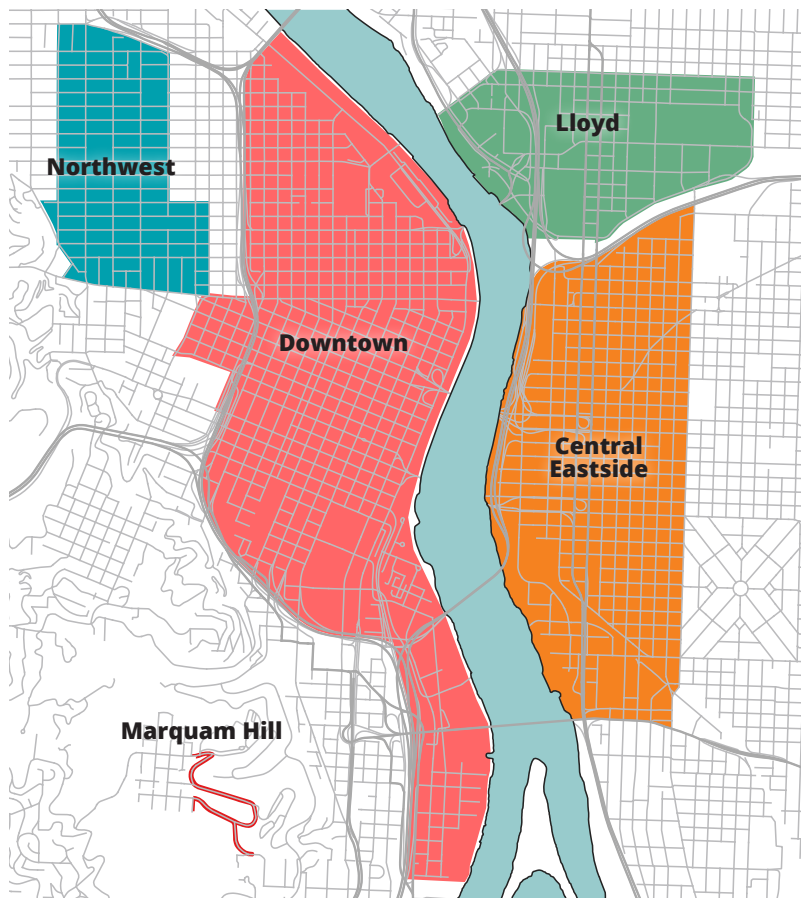 Lloyd
Northwest
Downtown
Central
Eastside
Marquam Hill